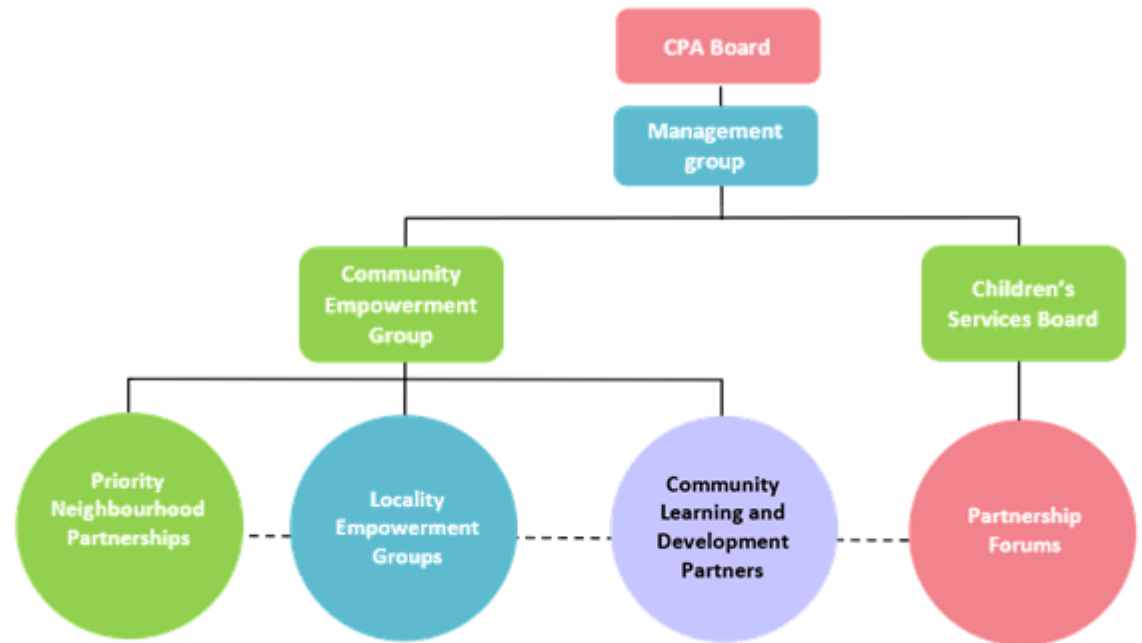 CPA Board
Management
group
Community
Empowerment
Group
Children's
Services Board
Priority
Neighbourhood
Partnerships
Locality
Empowerment
Groups
Community
Learning and
Development
Partners
Partnership
Forums